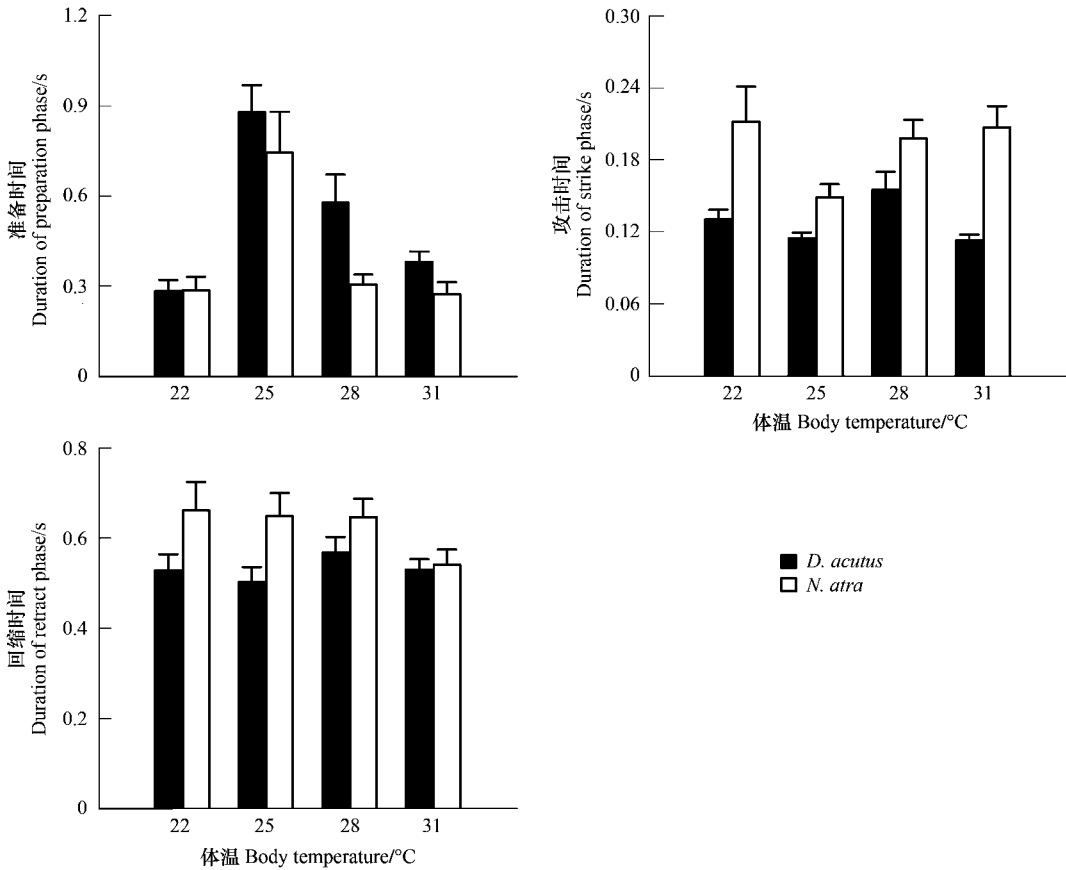 准备时间
Duration of preparation phase/s
1.2
0.9
0.6
0.3
0
22 25 28 31
攻击时间
Duration of strike phase/s
0.30
0.24
0.18
0.12
0.06
0
22 25 28 31
体温 Body temperature/°C
回缩时间
Duration of retract phase/s
0.8
0.6
0.4
0.2
0
22 25 28 31
体温 Body temperature/°C
D. acutus
N. atra